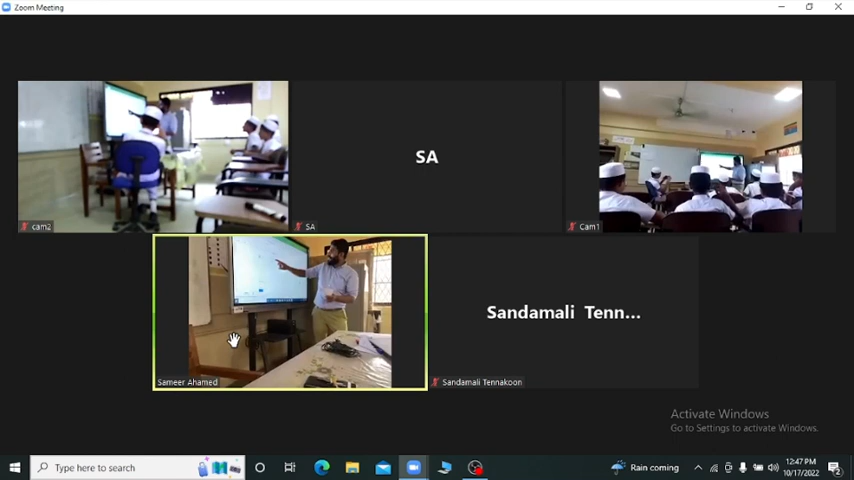 Zoom Meeting
SA
cam2
SA
Cam1
Sandamali Tenn...
Sameer Ahamed
Sandamali Tennakoon
Activate Windows
Go to Settings to activate Windows.
Type here to search
Rain coming
12:47 PM
10/17/2022
2